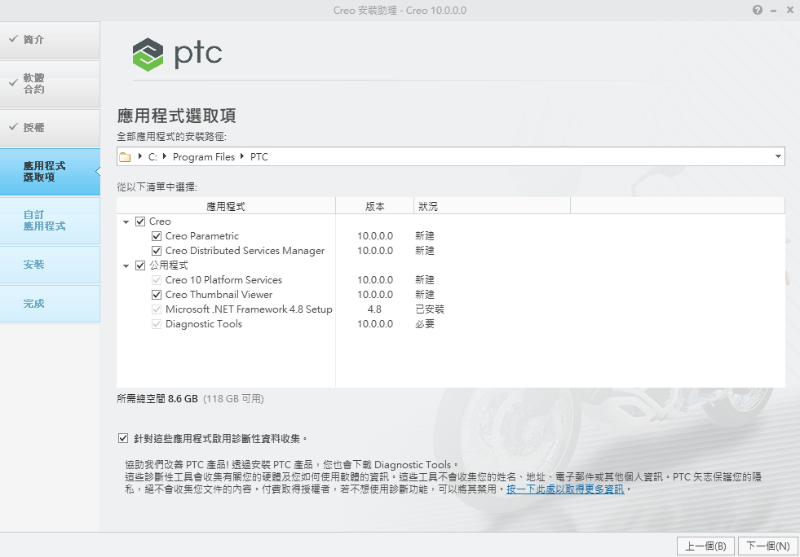 Creo 安裝助理 - Creo 10.0.0.0
簡介
軟體
合約
授權
應用程式
選取項
自訂
應用程式
安裝
完成
ptc
應用程式選取項
全部應用程式的安裝路徑:
C: Program Files PTC
從以下清單中選擇:
應用程式 版本 狀況
Creo
Creo Parametric 10.0.0.0 新建
Creo Distributed Services Manager 10.0.0.0 新建
公用程式
Creo 10 Platform Services 10.0.0.0 新建
Creo Thumbnail Viewer 10.0.0.0 新建
Microsoft .NET Framework 4.8 Setup 4.8 已安裝
Diagnostic Tools 10.0.0.0 必要
所需總空間 8.6 GB (118 GB 可用)
針對這些應用程式啟用診斷性資料收集。
協助我們改善 PTC 產品! 透過安裝 PTC 產品，您也會下載 Diagnostic Tools。
這些診斷性工具會收集有關您的硬體及您如何使用軟體的資訊。這些工具不會收集您的姓名、地址、電子郵件或其他個人資訊。PTC 矢志保護您的隱
私，絕不會收集您文件的內容。付費取得授權者，若不想使用診斷功能，可以將其禁用。按一下此處以取得更多資訊。
上一個(B) 下一個(N)